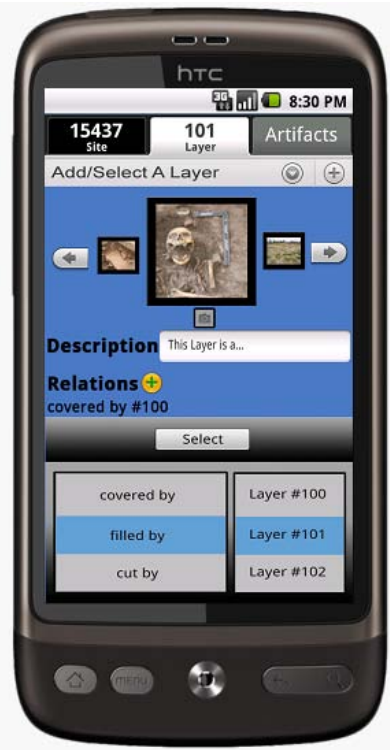 htc
3G
8:30 PM
15437
Site
101
Layer
Artifacts
Add/Select A Layer
Description
This Layer is a...
Relations
covered by #100
Select
covered by
Layer #100
filled by
Layer #101
cut by
Layer #102
MENU